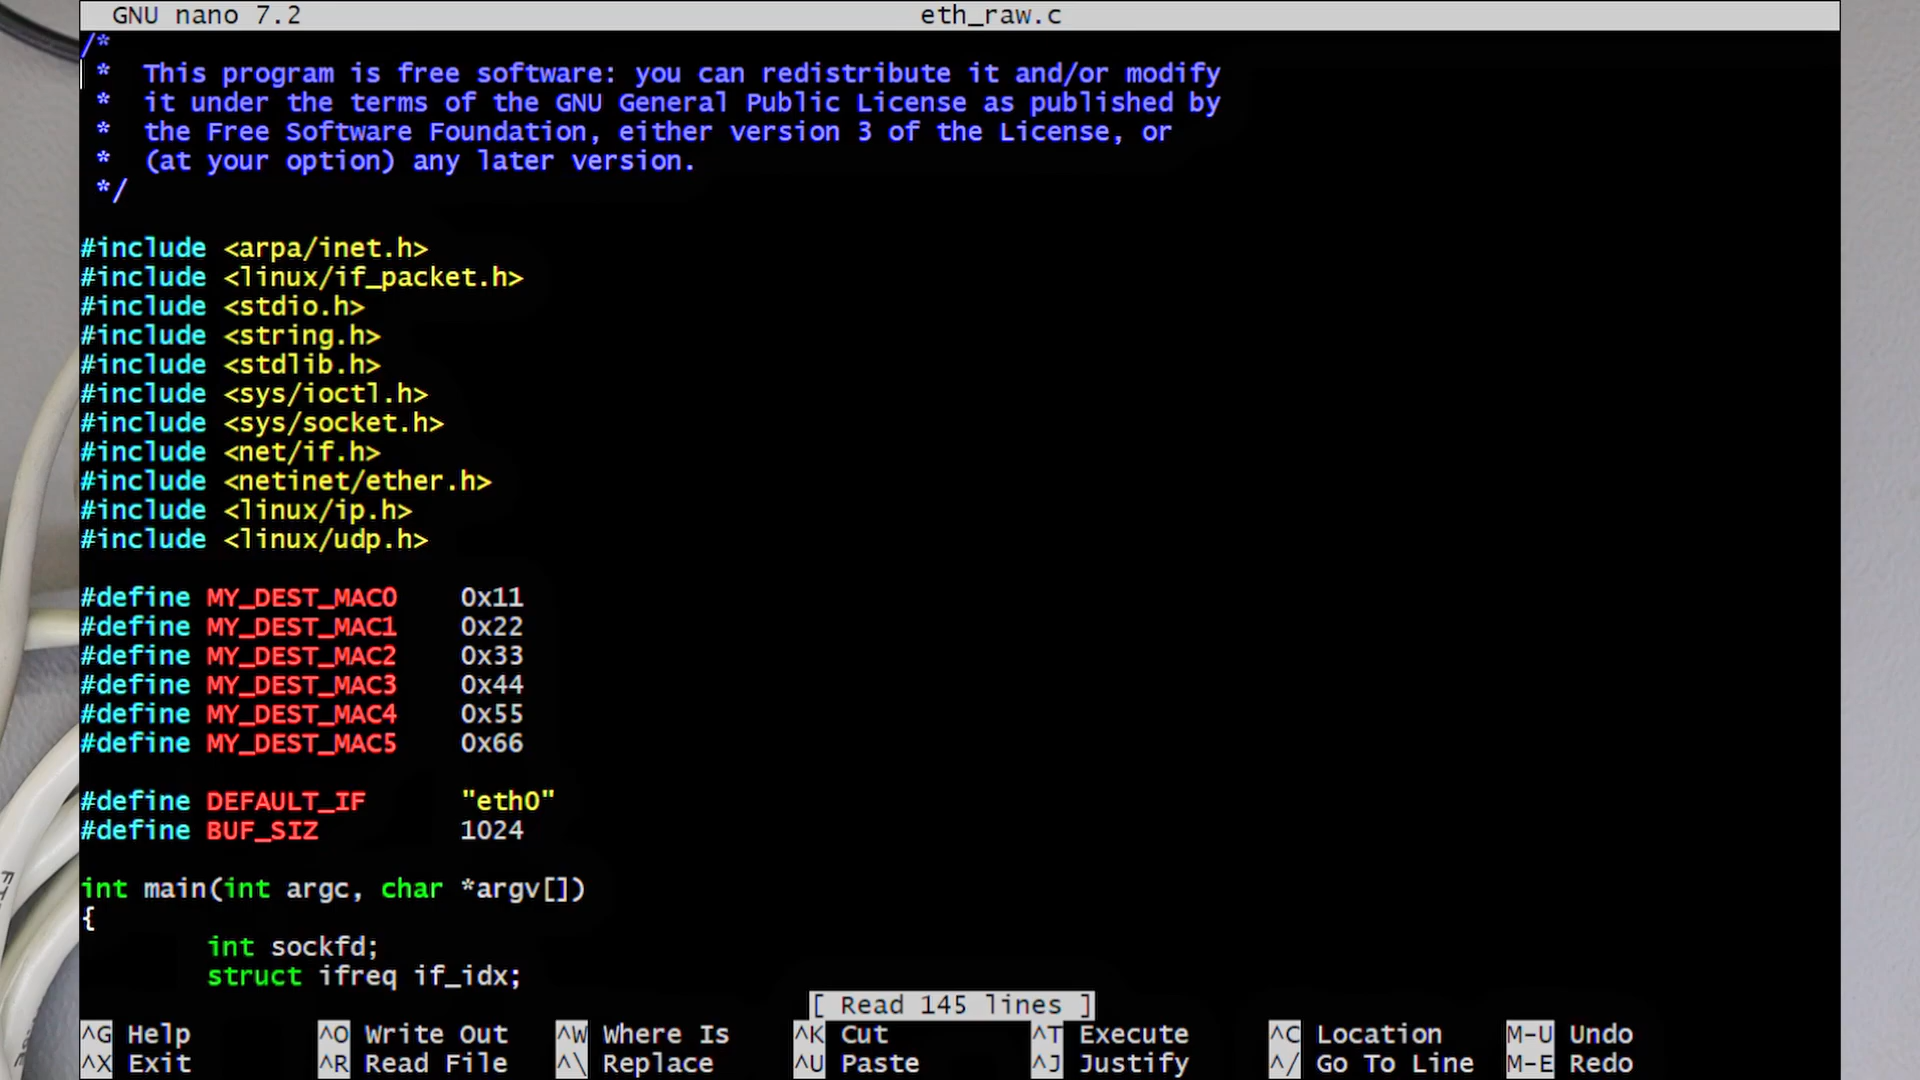 GNU nano 7.2 eth_raw.c
/*
 *  This program is free software: you can redistribute it and/or modify
 *  it under the terms of the GNU General Public License as published by
 *  the Free Software Foundation, either version 3 of the License, or
 *  (at your option) any later version.
 */
#include <arpa/inet.h>
#include <linux/if_packet.h>
#include <stdio.h>
#include <string.h>
#include <stdlib.h>
#include <sys/ioctl.h>
#include <sys/socket.h>
#include <net/if.h>
#include <netinet/ether.h>
#include <linux/ip.h>
#include <linux/udp.h>
#define MY_DEST_MAC0    0x11
#define MY_DEST_MAC1    0x22
#define MY_DEST_MAC2    0x33
#define MY_DEST_MAC3    0x44
#define MY_DEST_MAC4    0x55
#define MY_DEST_MAC5    0x66
#define DEFAULT_IF      "eth0"
#define BUF_SIZ         1024
int main(int argc, char *argv[])
{
        int sockfd;
        struct ifreq if_idx;
[ Read 145 lines ]
^G Help ^O Write Out ^W Where Is ^K Cut ^T Execute ^C Location M-U Undo
^X Exit ^R Read File ^\ Replace ^U Paste ^J Justify ^/ Go To Line M-E Redo